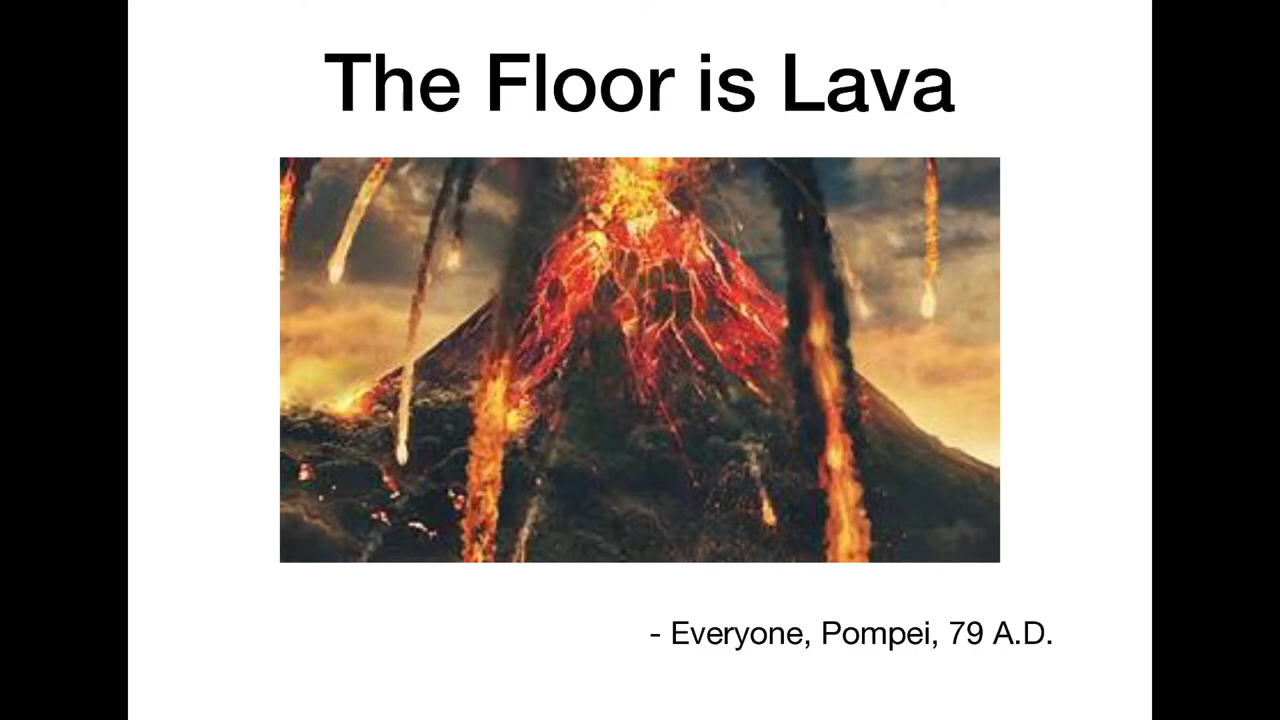 The Floor is Lava
- Everyone, Pompei, 79 A.D.